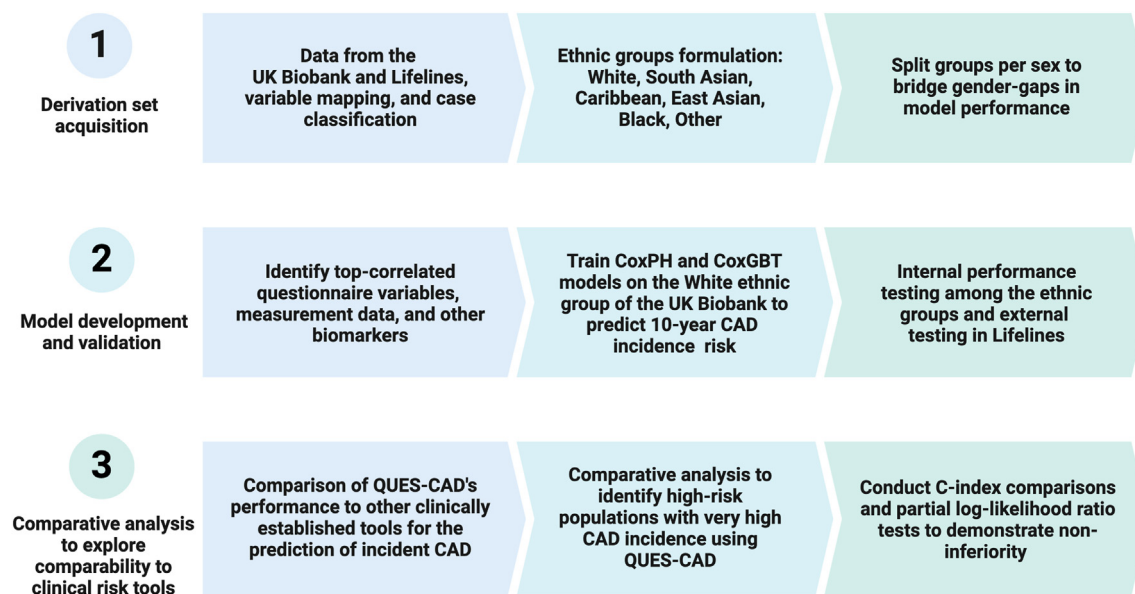 1
Derivation set
acquisition
Data from the
UK Biobank and Lifelines,
variable mapping, and case
classification
Ethnic groups formulation:
White, South Asian,
Caribbean, East Asian,
Black, Other
Split groups per sex to
bridge gender-gaps in
model performance
2
Model development
and validation
Identify top-correlated
questionnaire variables,
measurement data, and other
biomarkers
Train CoxPH and CoxGBT
models on the White ethnic
group of the UK Biobank to
predict 10-year CAD
incidence risk
Internal performance
testing among the ethnic
groups and external
testing in Lifelines
3
Comparative analysis
to explore
comparability to
clinical risk tools
Comparison of QUES-CAD's
performance to other clinically
established tools for the
prediction of incident CAD
Comparative analysis to
identify high-risk
populations with very high
CAD incidence using
QUES-CAD
Conduct C-index comparisons
and partial log-likelihood ratio
tests to demonstrate non-
inferiority